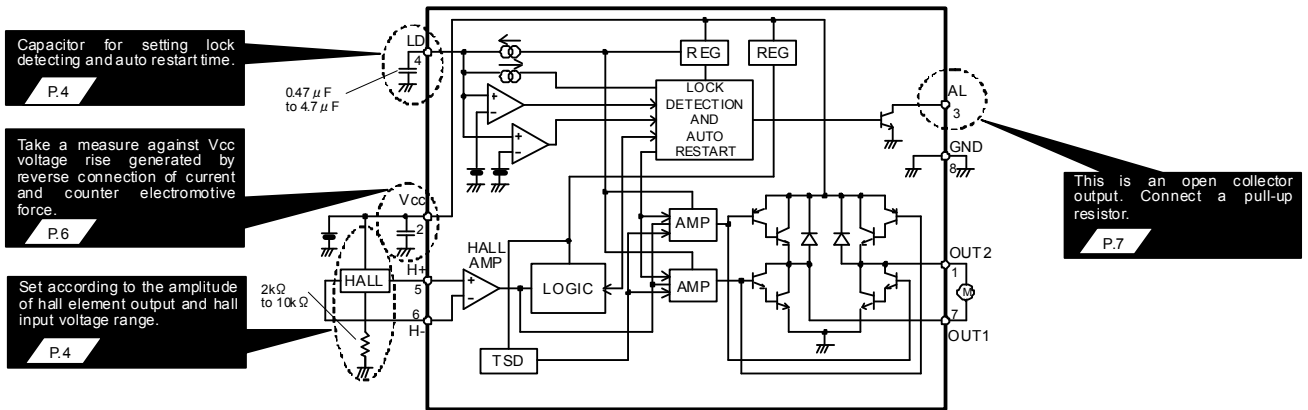 Capacitor for setting lock
detecting and auto restart time.
P.4
Take a measure against Vcc
voltage rise generated by
reverse connection of current
and counter electromotive
force.
P.6
Set according to the amplitude
of hall element output and hall
input voltage range.
P.4
LD
4
0.47μF
to 4.7μF
Vcc
2
HALL
2kΩ
to 10kΩ
H+
5
6
H-
HALL
AMP
+
−
+
−
+
−
LOGIC
TSD
REG
REG
LOCK
DETECTION
AND
AUTO
RESTART
AMP
AMP
AL
3
GND
8
OUT2
1
M
7
OUT1
This is an open collector
output. Connect a pull-up
resistor.
P.7